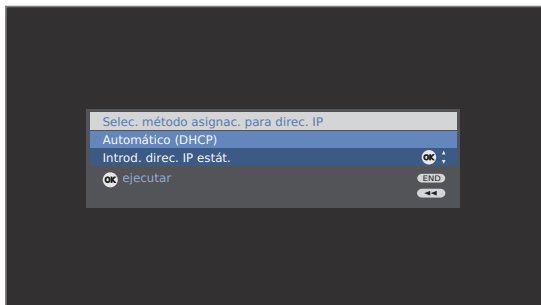 Selec. método asignac. para direc. IP
Automático (DHCP)
Introd. direc. IP estát.
OK
OK ejecutar
END